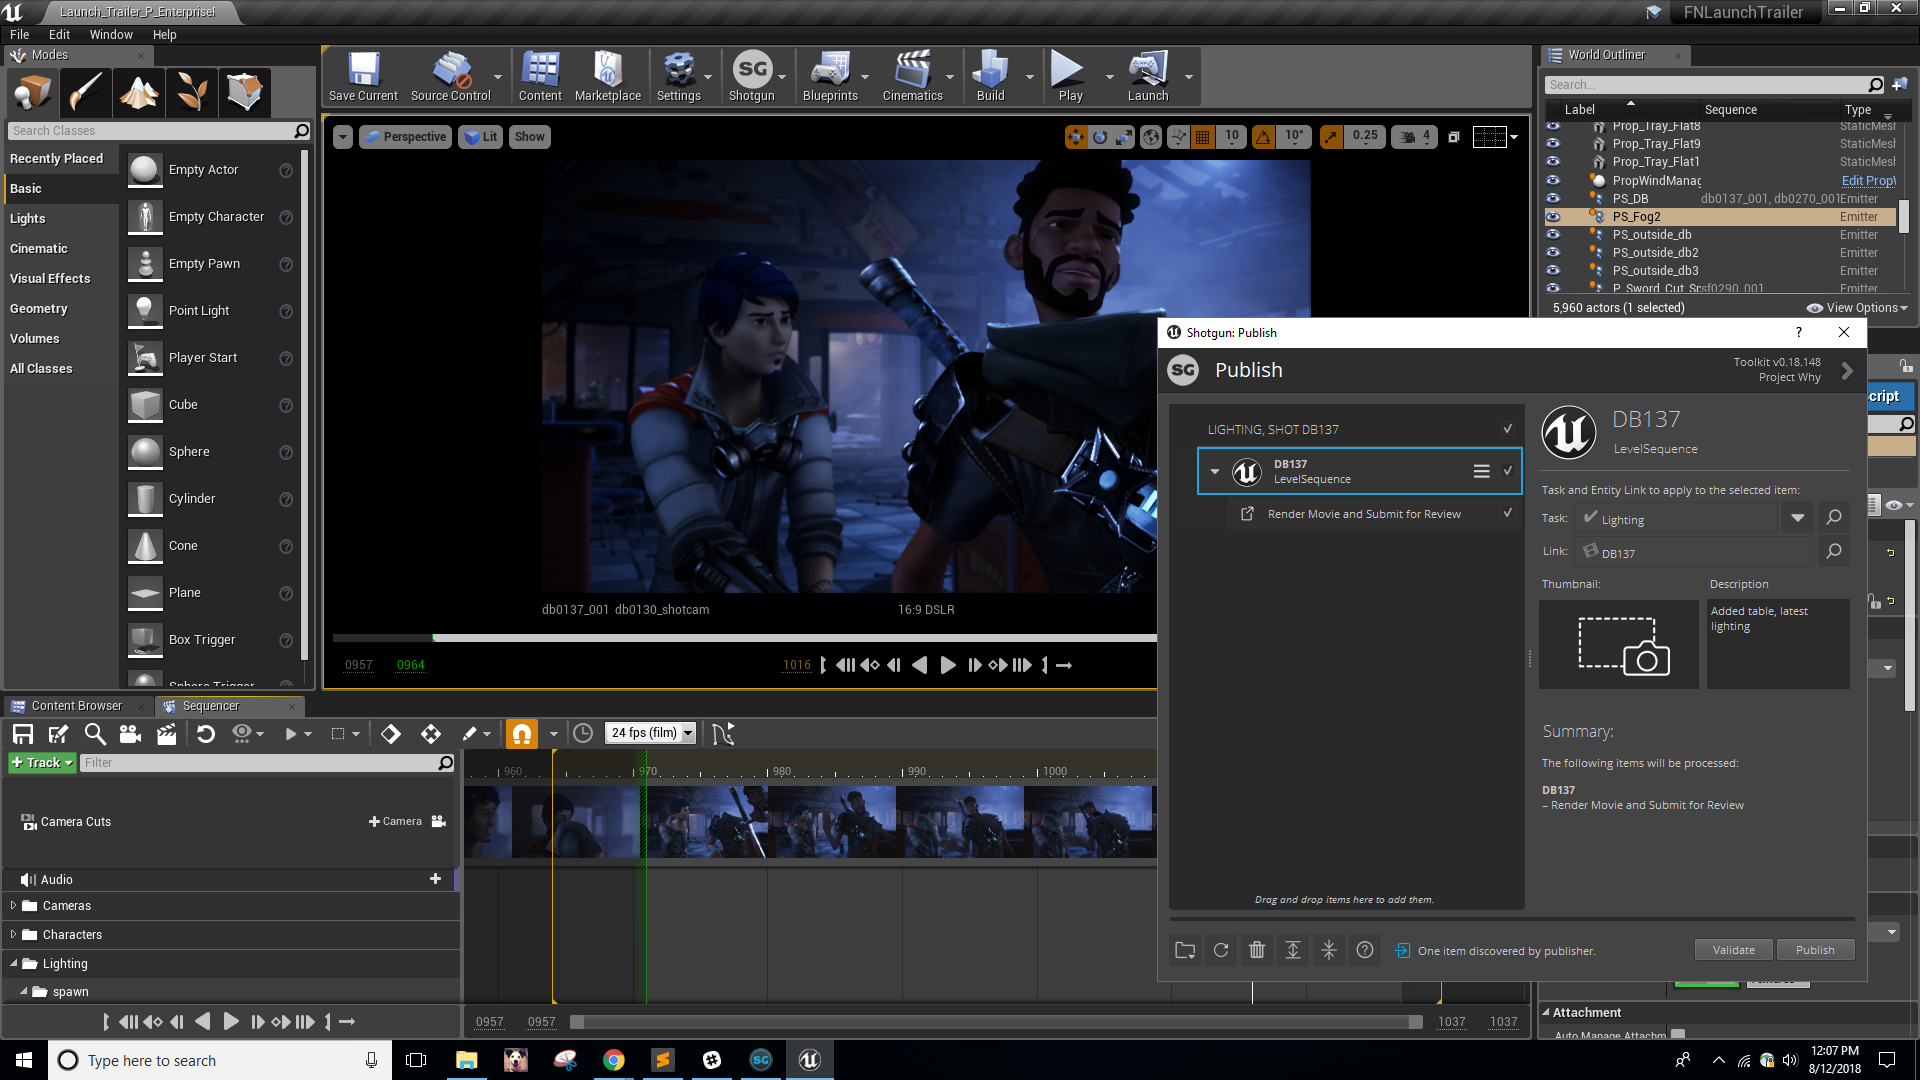 Launch_Trailer_P_Enterprise
FNLaunchTrailer
File Edit Window Help
Modes
Save Current
Source Control
Content
Marketplace
Settings
SG
Shotgun
Blueprints
Cinematics
Build
Play
Launch
Search Classes
Recently Placed
Basic
Lights
Cinematic
Visual Effects
Geometry
Volumes
All Classes
Empty Actor
Empty Character
Empty Pawn
Point Light
Player Start
Cube
Sphere
Cylinder
Cone
Plane
Box Trigger
Sphere Trigger
Perspective Lit Show
10 10° 0.25 4
db0137_001 db0130_shotcam
16:9 DSLR
0957 0964 1016
World Outliner
Search...
Label Sequence Type
Prop_Tray_Flat8 StaticMesh
Prop_Tray_Flat9 StaticMesh
Prop_Tray_Flat1 StaticMesh
PropWindManag Edit Prop
PS_DB db0137_001, db0270_001 Emitter
PS_Fog2 Emitter
PS_outside_db Emitter
PS_outside_db2 Emitter
PS_outside_db3 Emitter
P_Sword_Cut_Sp sf0290_001 Emitter
5,960 actors (1 selected)
View Options
cript
Shotgun: Publish
?
SG
Publish
Toolkit v0.18.148
Project Why
LIGHTING, SHOT DB137
DB137
LevelSequence
Render Movie and Submit for Review
Drag and drop items here to add them.
DB137
LevelSequence
Task and Entity Link to apply to the selected item:
Task: Lighting
Link: DB137
Thumbnail: Description
Added table, latest
lighting
Summary:
The following items will be processed:
DB137
– Render Movie and Submit for Review
One item discovered by publisher.
Validate
Publish
Content Browser
Sequencer
24 fps (film)
+ Track
Filter
960 970 980 990 1000
Camera Cuts
+ Camera
Audio
Cameras
Characters
Lighting
spawn
0957 0957 1037 1037
Attachment
Auto Manage Attachm
Type here to search
SG
12:07 PM
8/12/2018